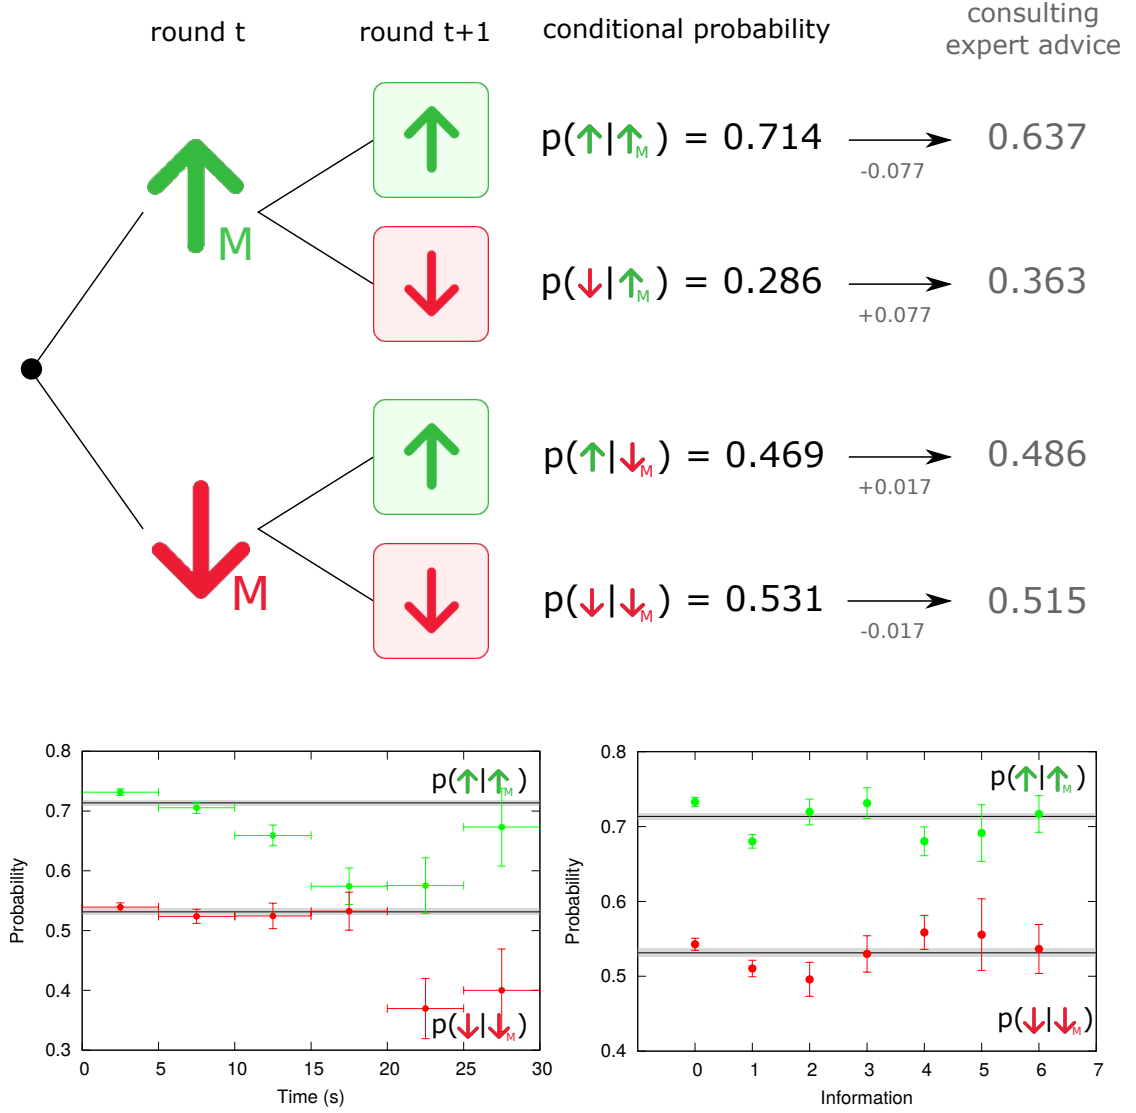 round t
round t+1
conditional probability
consulting
expert advice
M
p(↑|↑M) = 0.714
-0.077
0.637
p(↓|↑M) = 0.286
+0.077
0.363
p(↑|↓M) = 0.469
+0.017
0.486
M
p(↓|↓M) = 0.531
-0.017
0.515
0.8
0.7
0.6
0.5
0.4
0.3
Probability
p(↑|↑M)
p(↓|↓M)
0 5 10 15 20 25 30
Time (s)
0.8
0.7
0.6
0.5
0.4
Probability
p(↑|↑M)
p(↓|↓M)
0 1 2 3 4 5 6 7
Information